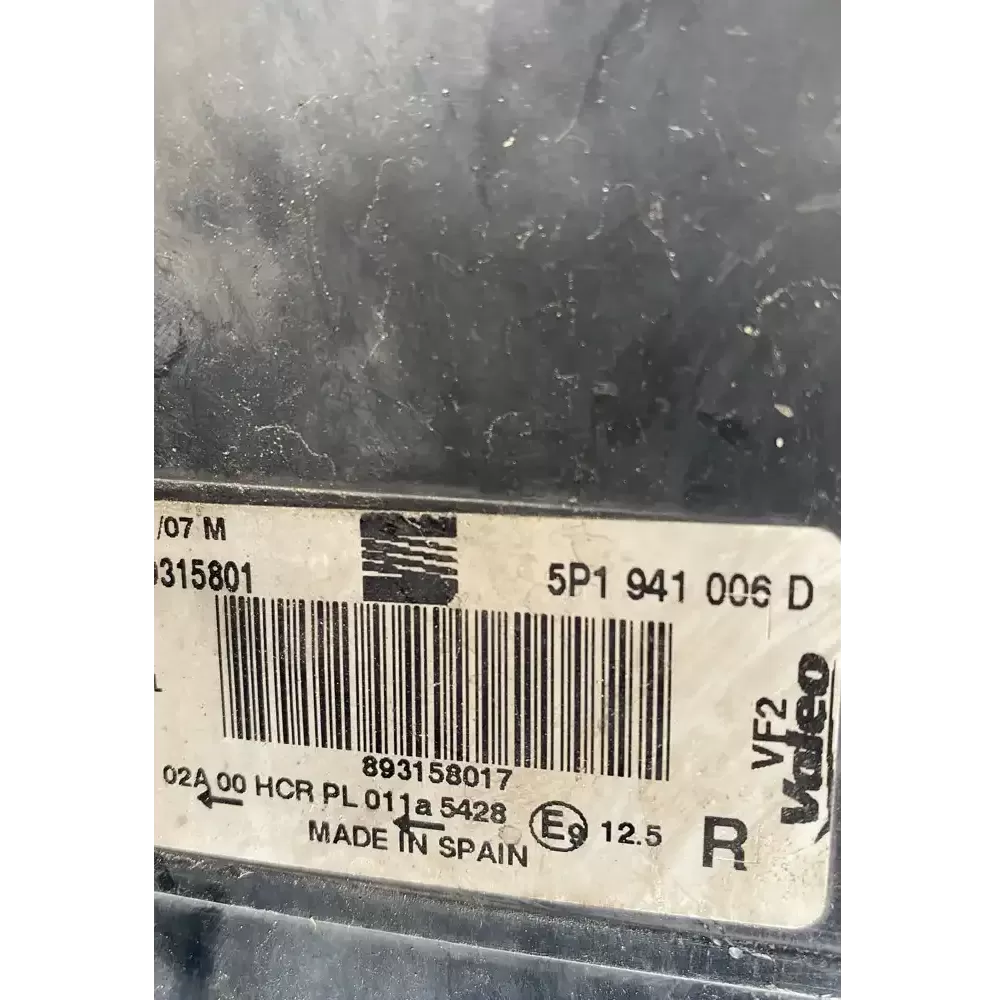 /07 M
315801
5P1 941 006 D
893158017
02A 00 HCR PL 011a 5428
MADE IN SPAIN
E9 12.5
R
VF2
Valeo